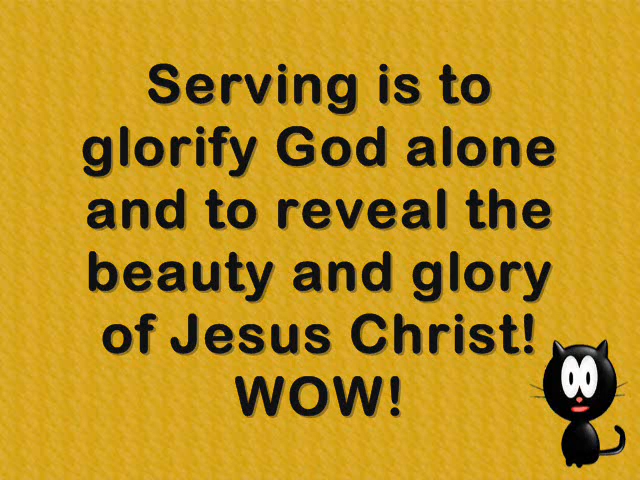 Serving is to
glorify God alone
and to reveal the
beauty and glory
of Jesus Christ!
WOW!